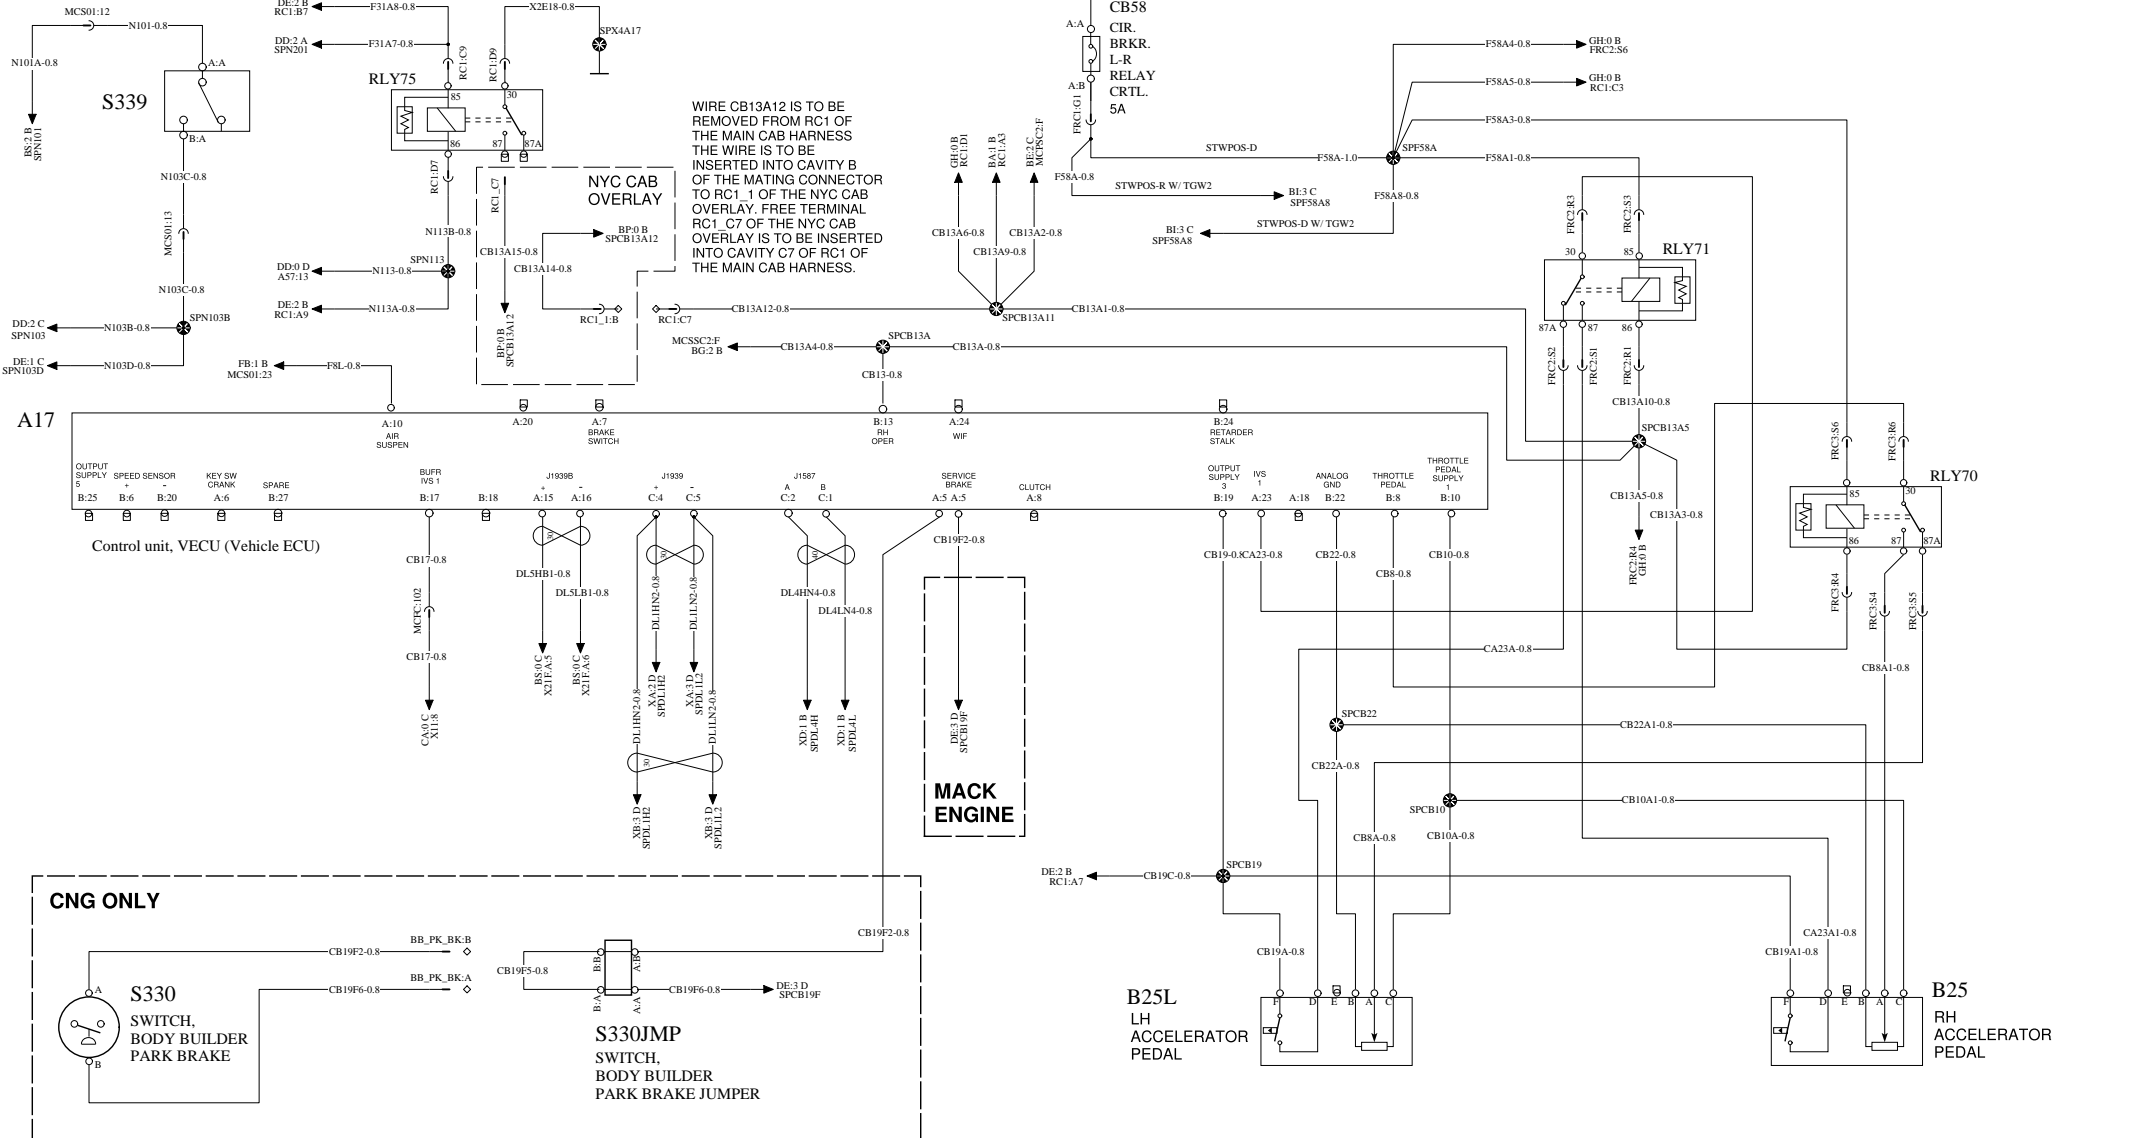 MCS01:12
N101-0.8
N101A-0.8
BS:2 B
SPN101
A:A
S339
B:A
N103C-0.8
MCS01:13
N103C-0.8
SPN103B
DD:2 C
SPN103
N103B-0.8
DE:1 C
SPN103D
N103D-0.8
DE:2 B
RC1:B7
F31A8-0.8
DD:2 A
SPN201
F31A7-0.8
RLY75
RC1:C9
RC1:D9
X2E18-0.8
SPX4A17
85
30
86
87
87A
RC1:D7
N113B-0.8
SPN113
DD:0 D
A57:13
N113-0.8
DE:2 B
RC1:A9
N113A-0.8
FB:1 B
MCS01:23
F8L-0.8
RC1_C7
NYC CAB
OVERLAY
BP:0 B
SPCB13A12
CB13A15-0.8
CB13A14-0.8
RC1_1:B
BP:0 B
SPCB13A12
WIRE CB13A12 IS TO BE
REMOVED FROM RC1 OF
THE MAIN CAB HARNESS
THE WIRE IS TO BE
INSERTED INTO CAVITY B
OF THE MATING CONNECTOR
TO RC1_1 OF THE NYC CAB
OVERLAY. FREE TERMINAL
RC1_C7 OF THE NYC CAB
OVERLAY IS TO BE INSERTED
INTO CAVITY C7 OF RC1 OF
THE MAIN CAB HARNESS.
RC1:C7
CB13A12-0.8
GH:0 B
RC1:D1
BA:1 B
RC1:A3
BE:2 C
MCPSC2:F
CB13A6-0.8
CB13A9-0.8
CB13A2-0.8
SPCB13A11
CB13A1-0.8
MCSSC2:F
BG:2 B
CB13A4-0.8
SPCB13A
CB13A-0.8
CB13-0.8
CB58
CIR.
BRKR.
L-R
RELAY
CRTL.
5A
A:A
A:B
FRC1:G1
STWPOS-D
F58A-1.0
F58A-0.8
STWPOS-R W/ TGW2
BI:3 C
SPF58A8
SPF58A
F58A8-0.8
STWPOS-D W/ TGW2
BI:3 C
SPF58A8
F58A4-0.8
GH:0 B
FRC2:S6
F58A5-0.8
GH:0 B
RC1:C3
F58A3-0.8
F58A1-0.8
FRC2:R3
FRC2:S3
RLY71
30
85
87A
87
86
FRC2:S2
FRC2:S1
FRC2:R1
CB13A10-0.8
SPCB13A5
CB13A5-0.8
CB13A3-0.8
FRC2:R4
GH:0 B
FRC3:S6
FRC3:R6
RLY70
85
30
86
87
87A
FRC3:R4
FRC3:S4
FRC3:S5
CB8A1-0.8
A17
A:10
AIR
SUSPEN
A:20
A:7
BRAKE
SWITCH
B:13
RH
OPER
A:24
WIF
B:24
RETARDER
STALK
OUTPUT
SUPPLY
5
B:25
SPEED SENSOR
+
-
B:6
B:20
KEY SW
CRANK
A:6
SPARE
B:27
BUFR
IVS 1
B:17
B:18
J1939B
+
-
A:15
A:16
J1939
+
-
C:4
C:5
J1587
A
B
C:2
C:1
SERVICE
BRAKE
A:5
A:5
CLUTCH
A:8
OUTPUT
SUPPLY
3
B:19
IVS
1
A:23
A:18
ANALOG
GND
B:22
THROTTLE
PEDAL
B:8
THROTTLE
PEDAL
SUPPLY
1
B:10
Control unit, VECU (Vehicle ECU)
CB17-0.8
MCFC:102
CB17-0.8
CA:0 C
X11:8
30
DL5HB1-0.8
DL5LB1-0.8
BS:0 C
X21F.A:5
BS:0 C
X21F.A:6
30
DL1HN2-0.8
DL1LN2-0.8
XA:2 D
SPDL1H2
XA:3 D
SPDL1L2
DL1HN2-0.8
DL1LN2-0.8
30
XB:3 D
SPDL1H2
XB:3 D
SPDL1L2
40
DL4HN4-0.8
DL4LN4-0.8
XD:1 B
SPDL4H
XD:1 B
SPDL4L
CB19F2-0.8
DE:3 D
SPCB19F
MACK
ENGINE
CB19-0.8
CA23-0.8
CB22-0.8
CB8-0.8
CB10-0.8
CA23A-0.8
SPCB22
CB22A1-0.8
CB22A-0.8
SPCB10
CB10A1-0.8
CB8A-0.8
CB10A-0.8
DE:2 B
RC1:A7
CB19C-0.8
SPCB19
CB19A-0.8
CA23A1-0.8
CB19A1-0.8
B25L
LH
ACCELERATOR
PEDAL
F
D
E
B
A
C
F
D
E
B
A
C
B25
RH
ACCELERATOR
PEDAL
CNG ONLY
CB19F2-0.8
BB_PK_BK:B
CB19F6-0.8
BB_PK_BK:A
A
S330
SWITCH,
BODY BUILDER
PARK BRAKE
B
CB19F5-0.8
B:B
A:B
B:A
A:A
CB19F2-0.8
CB19F6-0.8
DE:3 D
SPCB19F
S330JMP
SWITCH,
BODY BUILDER
PARK BRAKE JUMPER